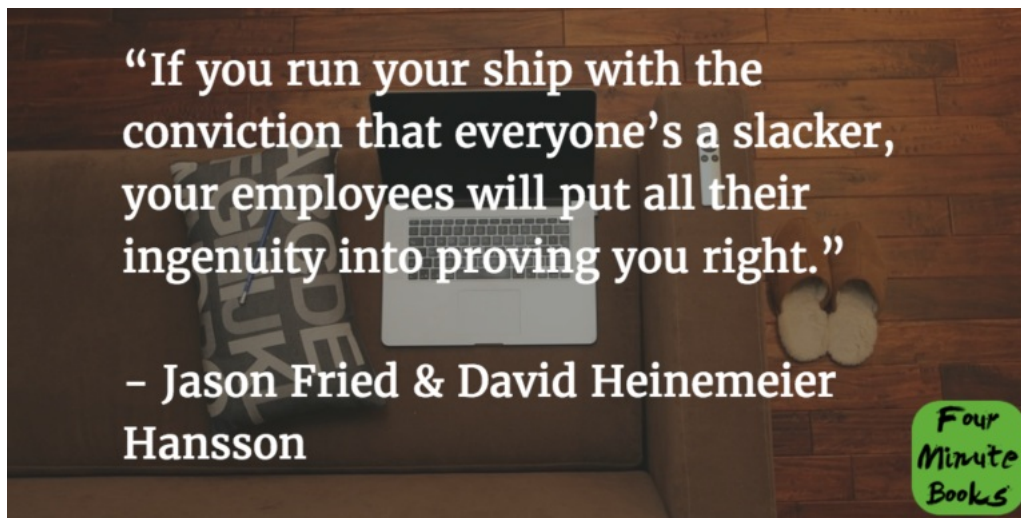 “If you run your ship with the
conviction that everyone’s a slacker,
your employees will put all their
ingenuity into proving you right.”
– Jason Fried & David Heinemeier
Hansson
Four
Minute
Books